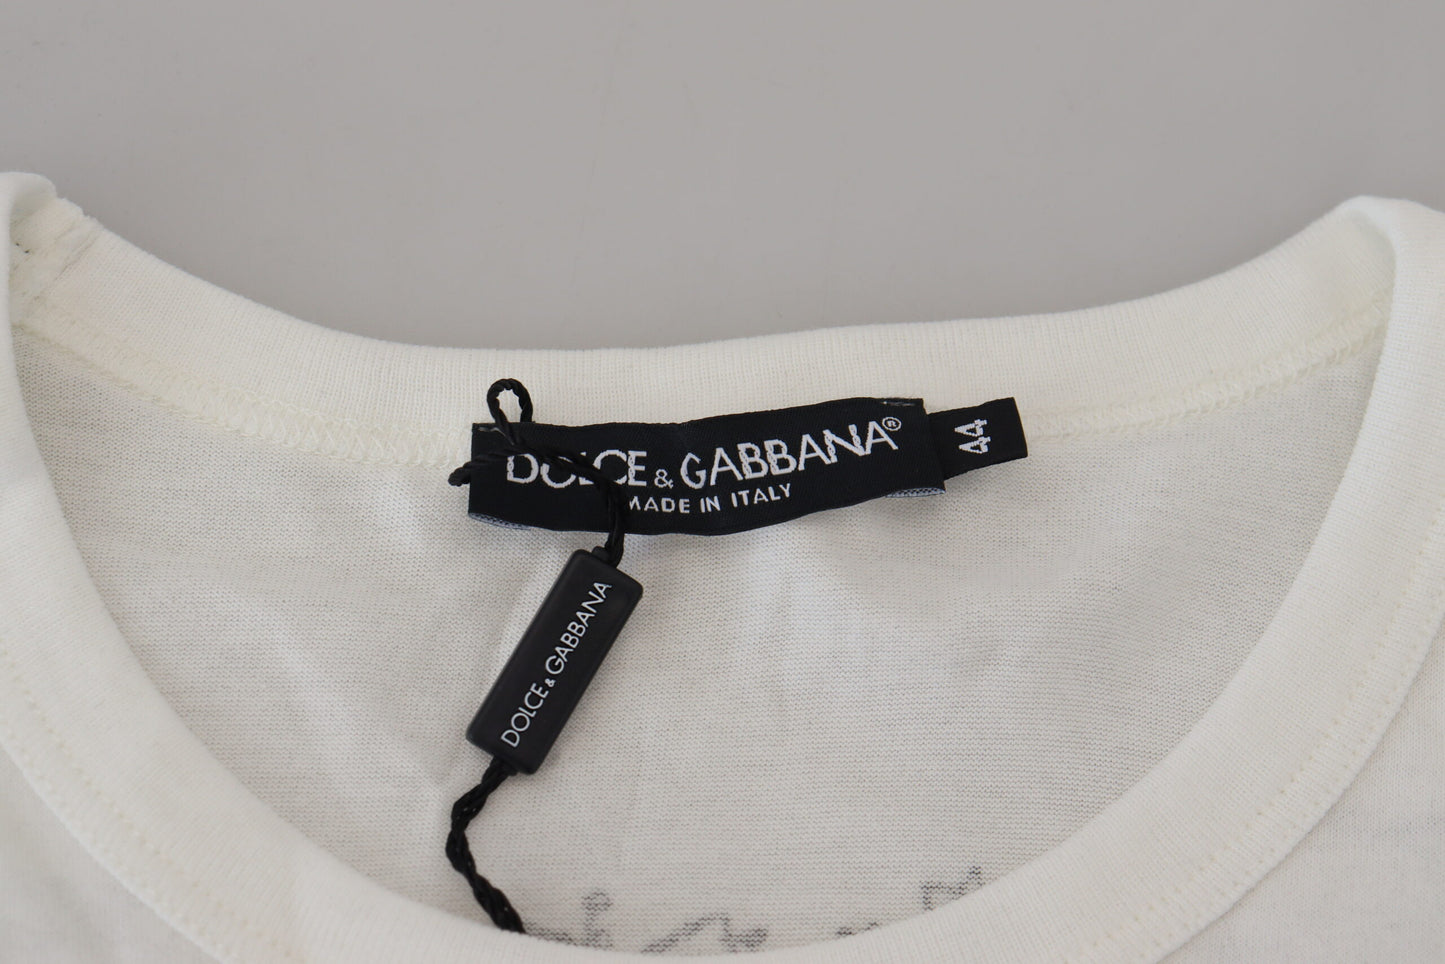 DOLCE & GABBANA®
MADE IN ITALY
44
DOLCE & GABBANA